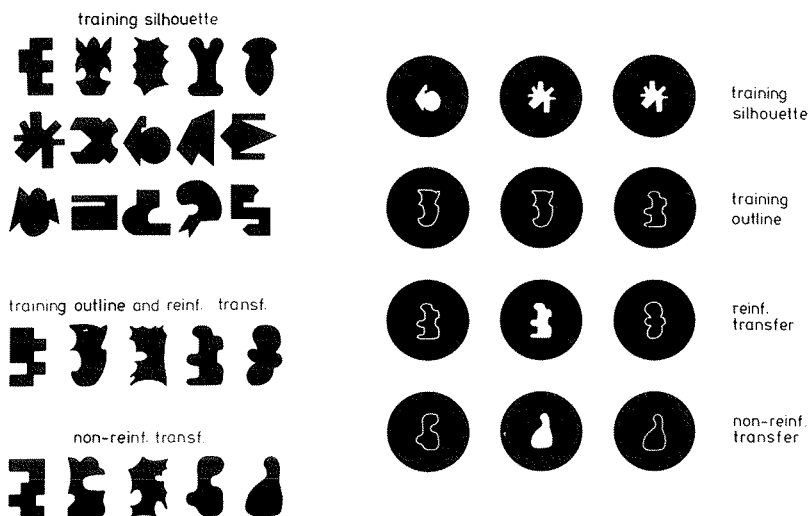 training silhouette
training outline and reinf. transf.
non-reinf. transf.
training
silhouette
training
outline
reinf.
transfer
non-reinf.
transfer